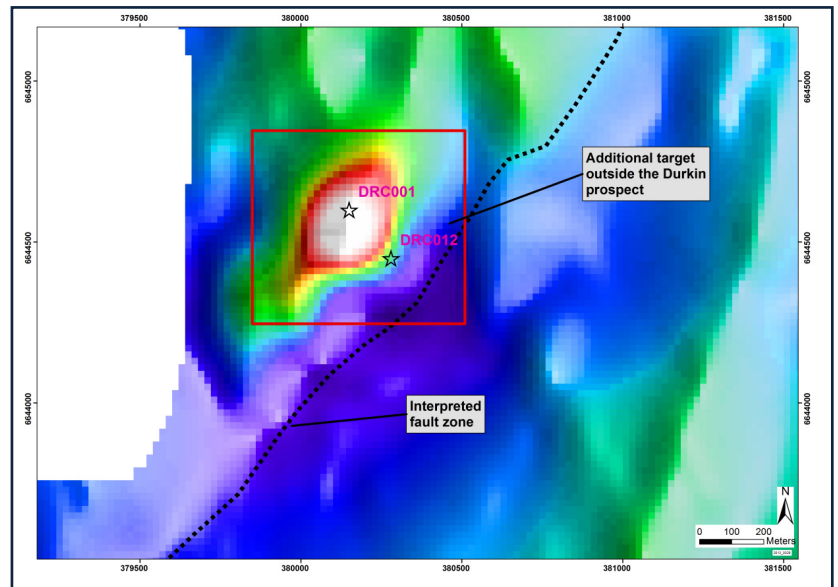 379500
380000
380500
381000
381500
6645000
6645000
DRC001
Additional target
outside the Durkin
prospect
DRC012
6644500
6644500
Interpreted
fault zone
6644000
6644000
N
0 100 200
Meters
379500
380000
380500
381000
381500